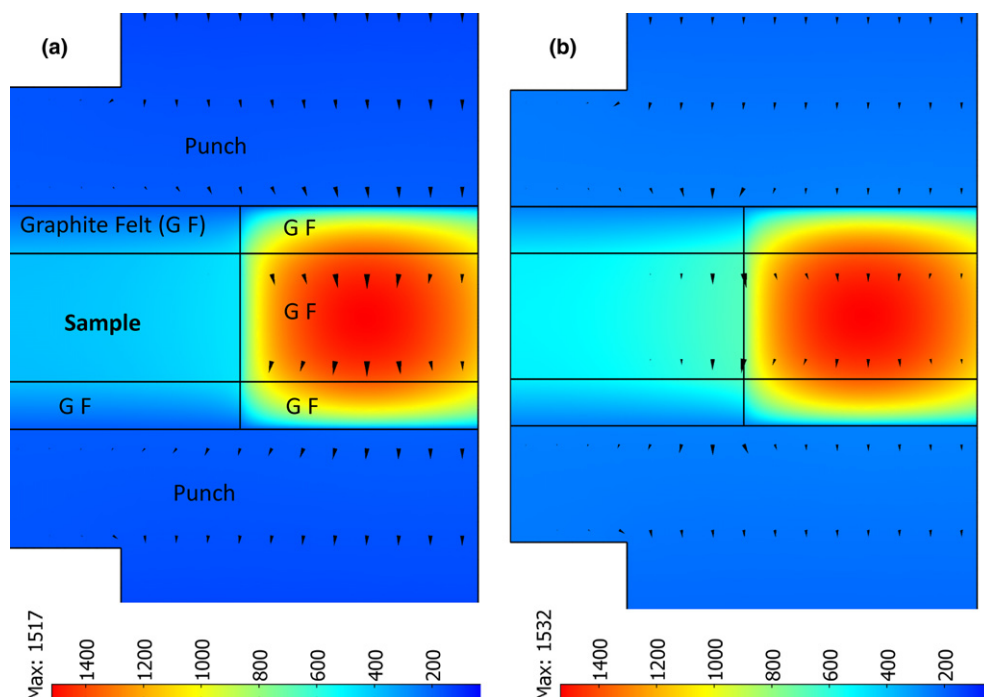 (a)
Punch
Graphite Felt (G F)
G F
G F
Sample
G F
G F
Punch
Max: 1517
1400
1200
1000
800
600
400
200
(b)
Max: 1532
1400
1200
1000
800
600
400
200